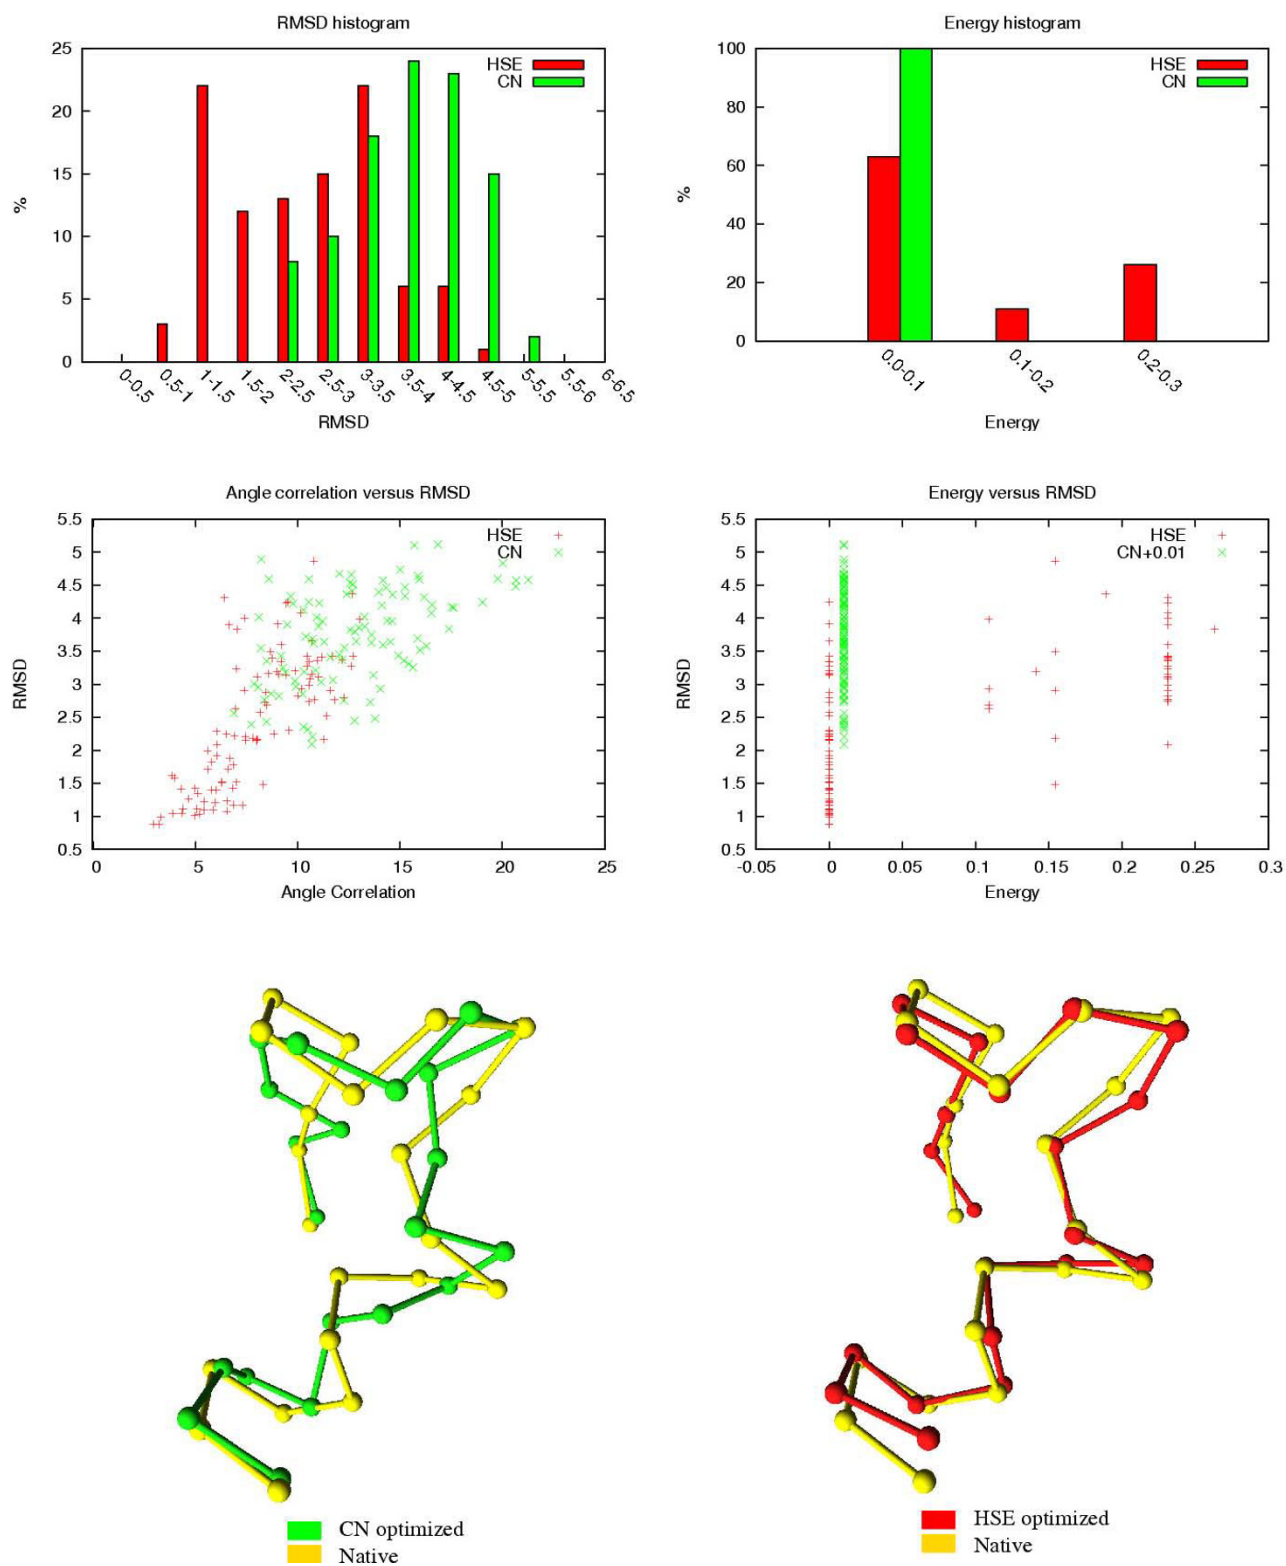 RMSD histogram
25
20
15
10
5
0
%
HSE
CN
0-0.5
0.5-1
1-1.5
1.5-2
2-2.5
2.5-3
3-3.5
3.5-4
4-4.5
4.5-5
5-5.5
5.5-6
6-6.5
RMSD
Energy histogram
100
80
60
40
20
0
%
HSE
CN
0.0-0.1
0.1-0.2
0.2-0.3
Energy
Angle correlation versus RMSD
5.5
5
4.5
4
3.5
3
2.5
2
1.5
1
0.5
RMSD
HSE
CN
0 5 10 15 20 25
Angle Correlation
Energy versus RMSD
5.5
5
4.5
4
3.5
3
2.5
2
1.5
1
0.5
RMSD
HSE
CN+0.01
-0.05 0 0.05 0.1 0.15 0.2 0.25 0.3
Energy
CN optimized
Native
HSE optimized
Native